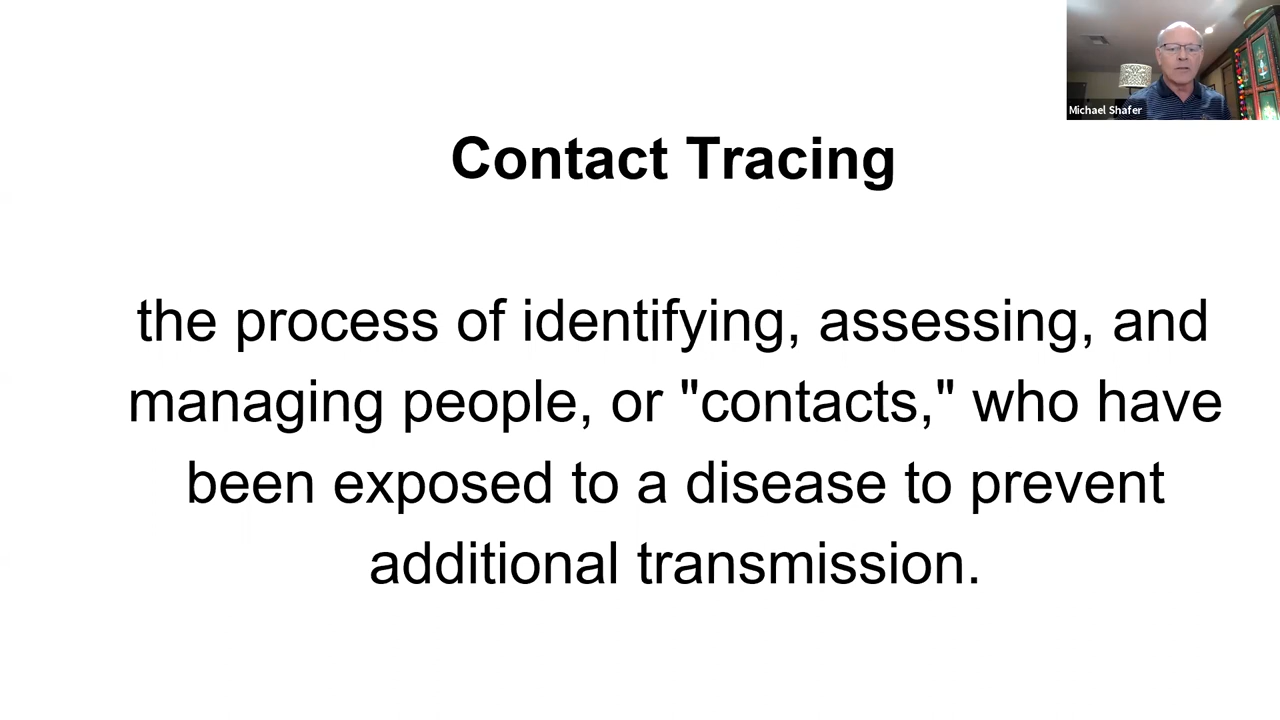 Michael Shafer
Contact Tracing
the process of identifying, assessing, and
managing people, or "contacts," who have
been exposed to a disease to prevent
additional transmission.